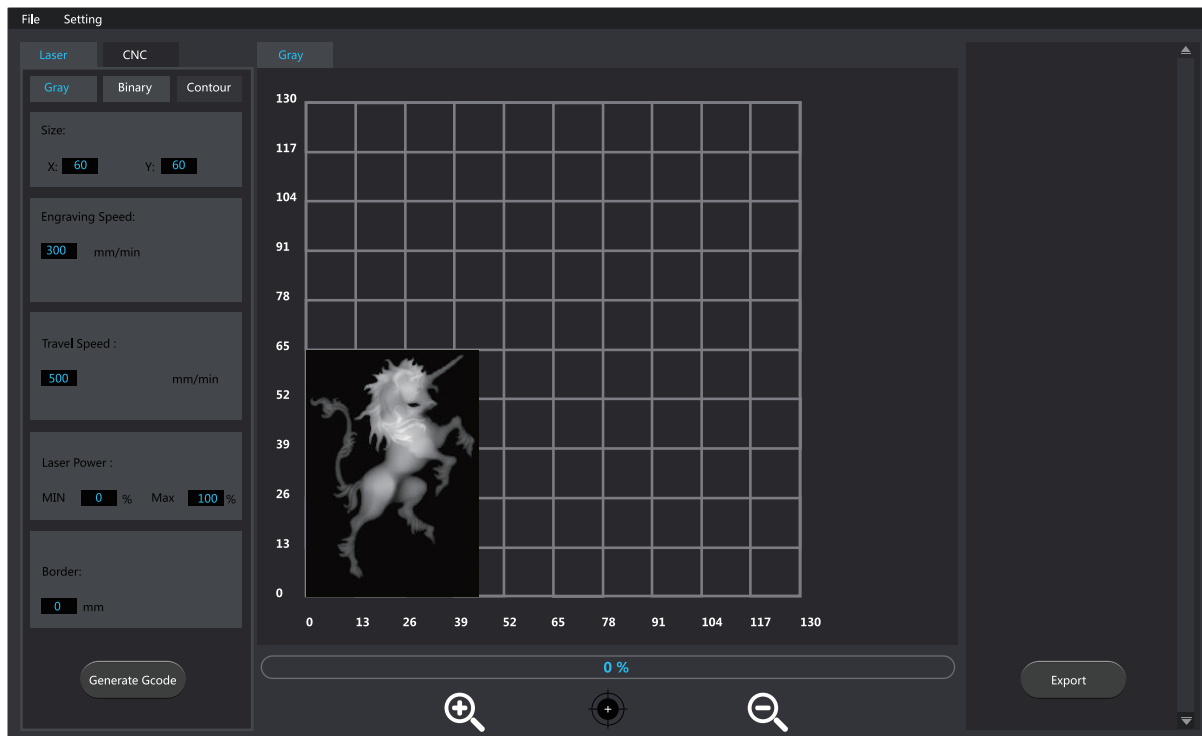 File Setting
Laser CNC
Gray Binary Contour
Size:
X: 60 Y: 60
Engraving Speed:
300 mm/min
Travel Speed :
500 mm/min
Laser Power :
MIN 0 % Max 100 %
Border:
0 mm
Generate Gcode
Gray
130
117
104
91
78
65
52
39
26
13
0
0 13 26 39 52 65 78 91 104 117 130
0 %
Export